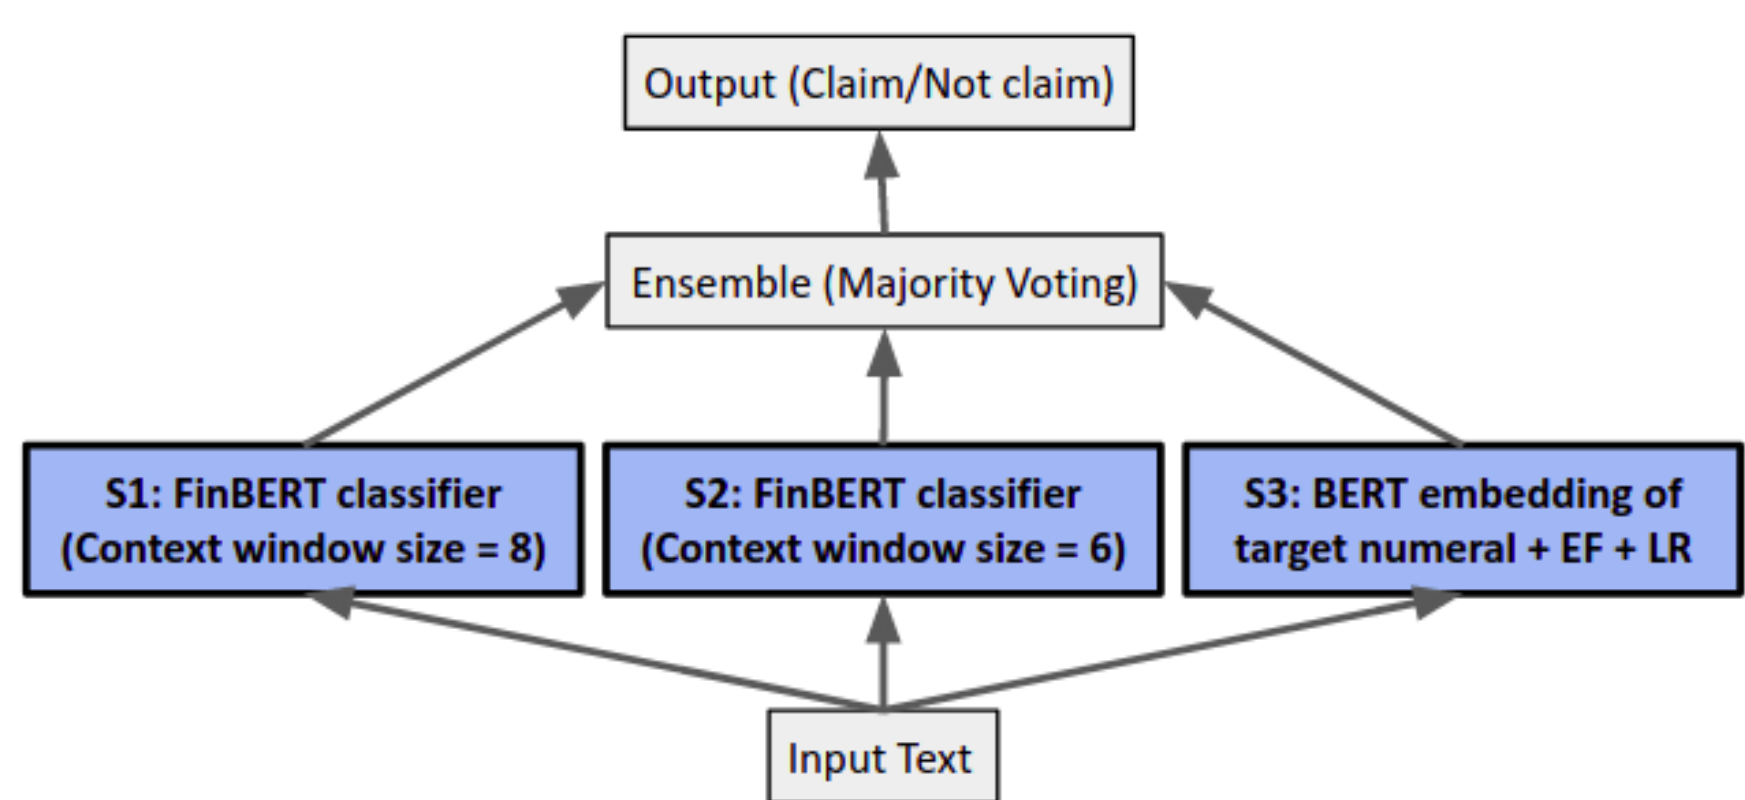 Output (Claim/Not claim)
Ensemble (Majority Voting)
S1: FinBERT classifier
(Context window size = 8)
S2: FinBERT classifier
(Context window size = 6)
S3: BERT embedding of
target numeral + EF + LR
Input Text